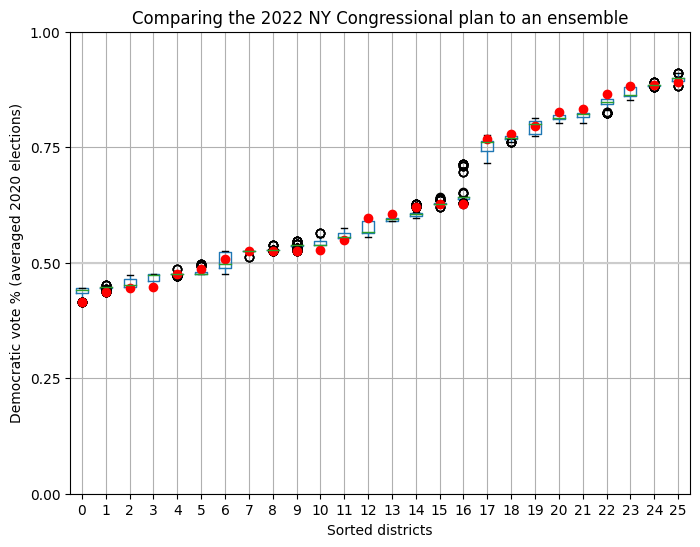 Comparing the 2022 NY Congressional plan to an ensemble
1.00
0.75
0.50
0.25
0.00
Democratic vote % (averaged 2020 elections)
0 1 2 3 4 5 6 7 8 9 10 11 12 13 14 15 16 17 18 19 20 21 22 23 24 25
Sorted districts